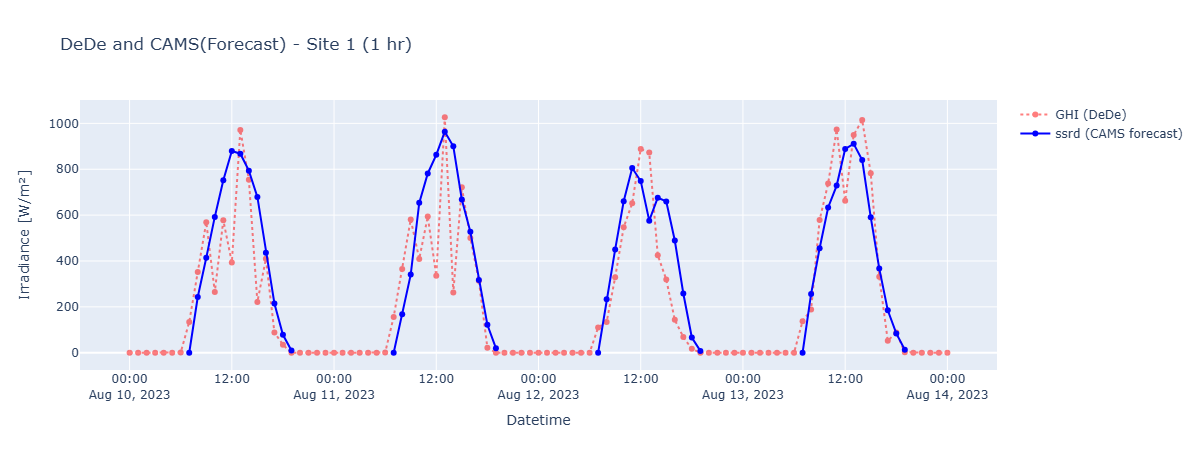 DeDe and CAMS(Forecast) - Site 1 (1 hr)
GHI (DeDe)
ssrd (CAMS forecast)
Irradiance [W/m²]
1000
800
600
400
200
0
00:00 12:00 00:00 12:00 00:00 12:00 00:00 12:00 00:00
Aug 10, 2023 Aug 11, 2023 Aug 12, 2023 Aug 13, 2023 Aug 14, 2023
Datetime